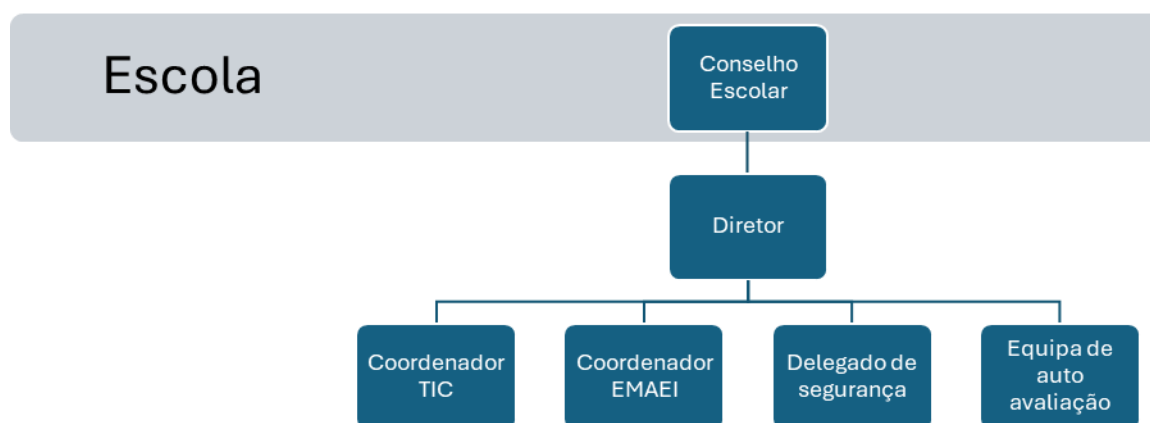 Escola
Conselho
Escolar
Diretor
Coordenador
TIC
Coordenador
EMAEI
Delegado de
segurança
Equipa de
auto
avaliação